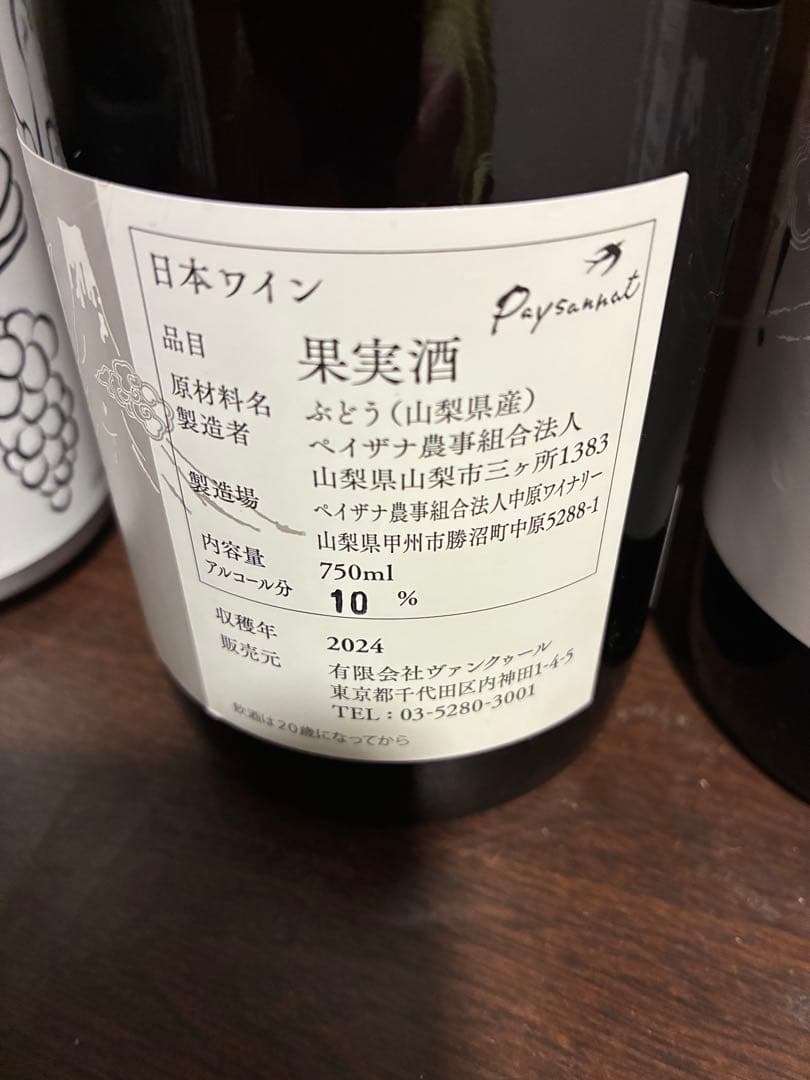 日本ワイン
Paysannat
品目 果実酒
原材料名 ぶどう（山梨県産）
製造者 ペイザナ農事組合法人
山梨県山梨市三ヶ所1383
製造場 ペイザナ農事組合法人中原ワイナリー
山梨県甲州市勝沼町中原5288-1
内容量 750ml
アルコール分 10 %
収穫年 2024
販売元 有限会社ヴァンクゥール
東京都千代田区内神田1-4-5
TEL：03-5280-3001
飲酒は20歳になってから